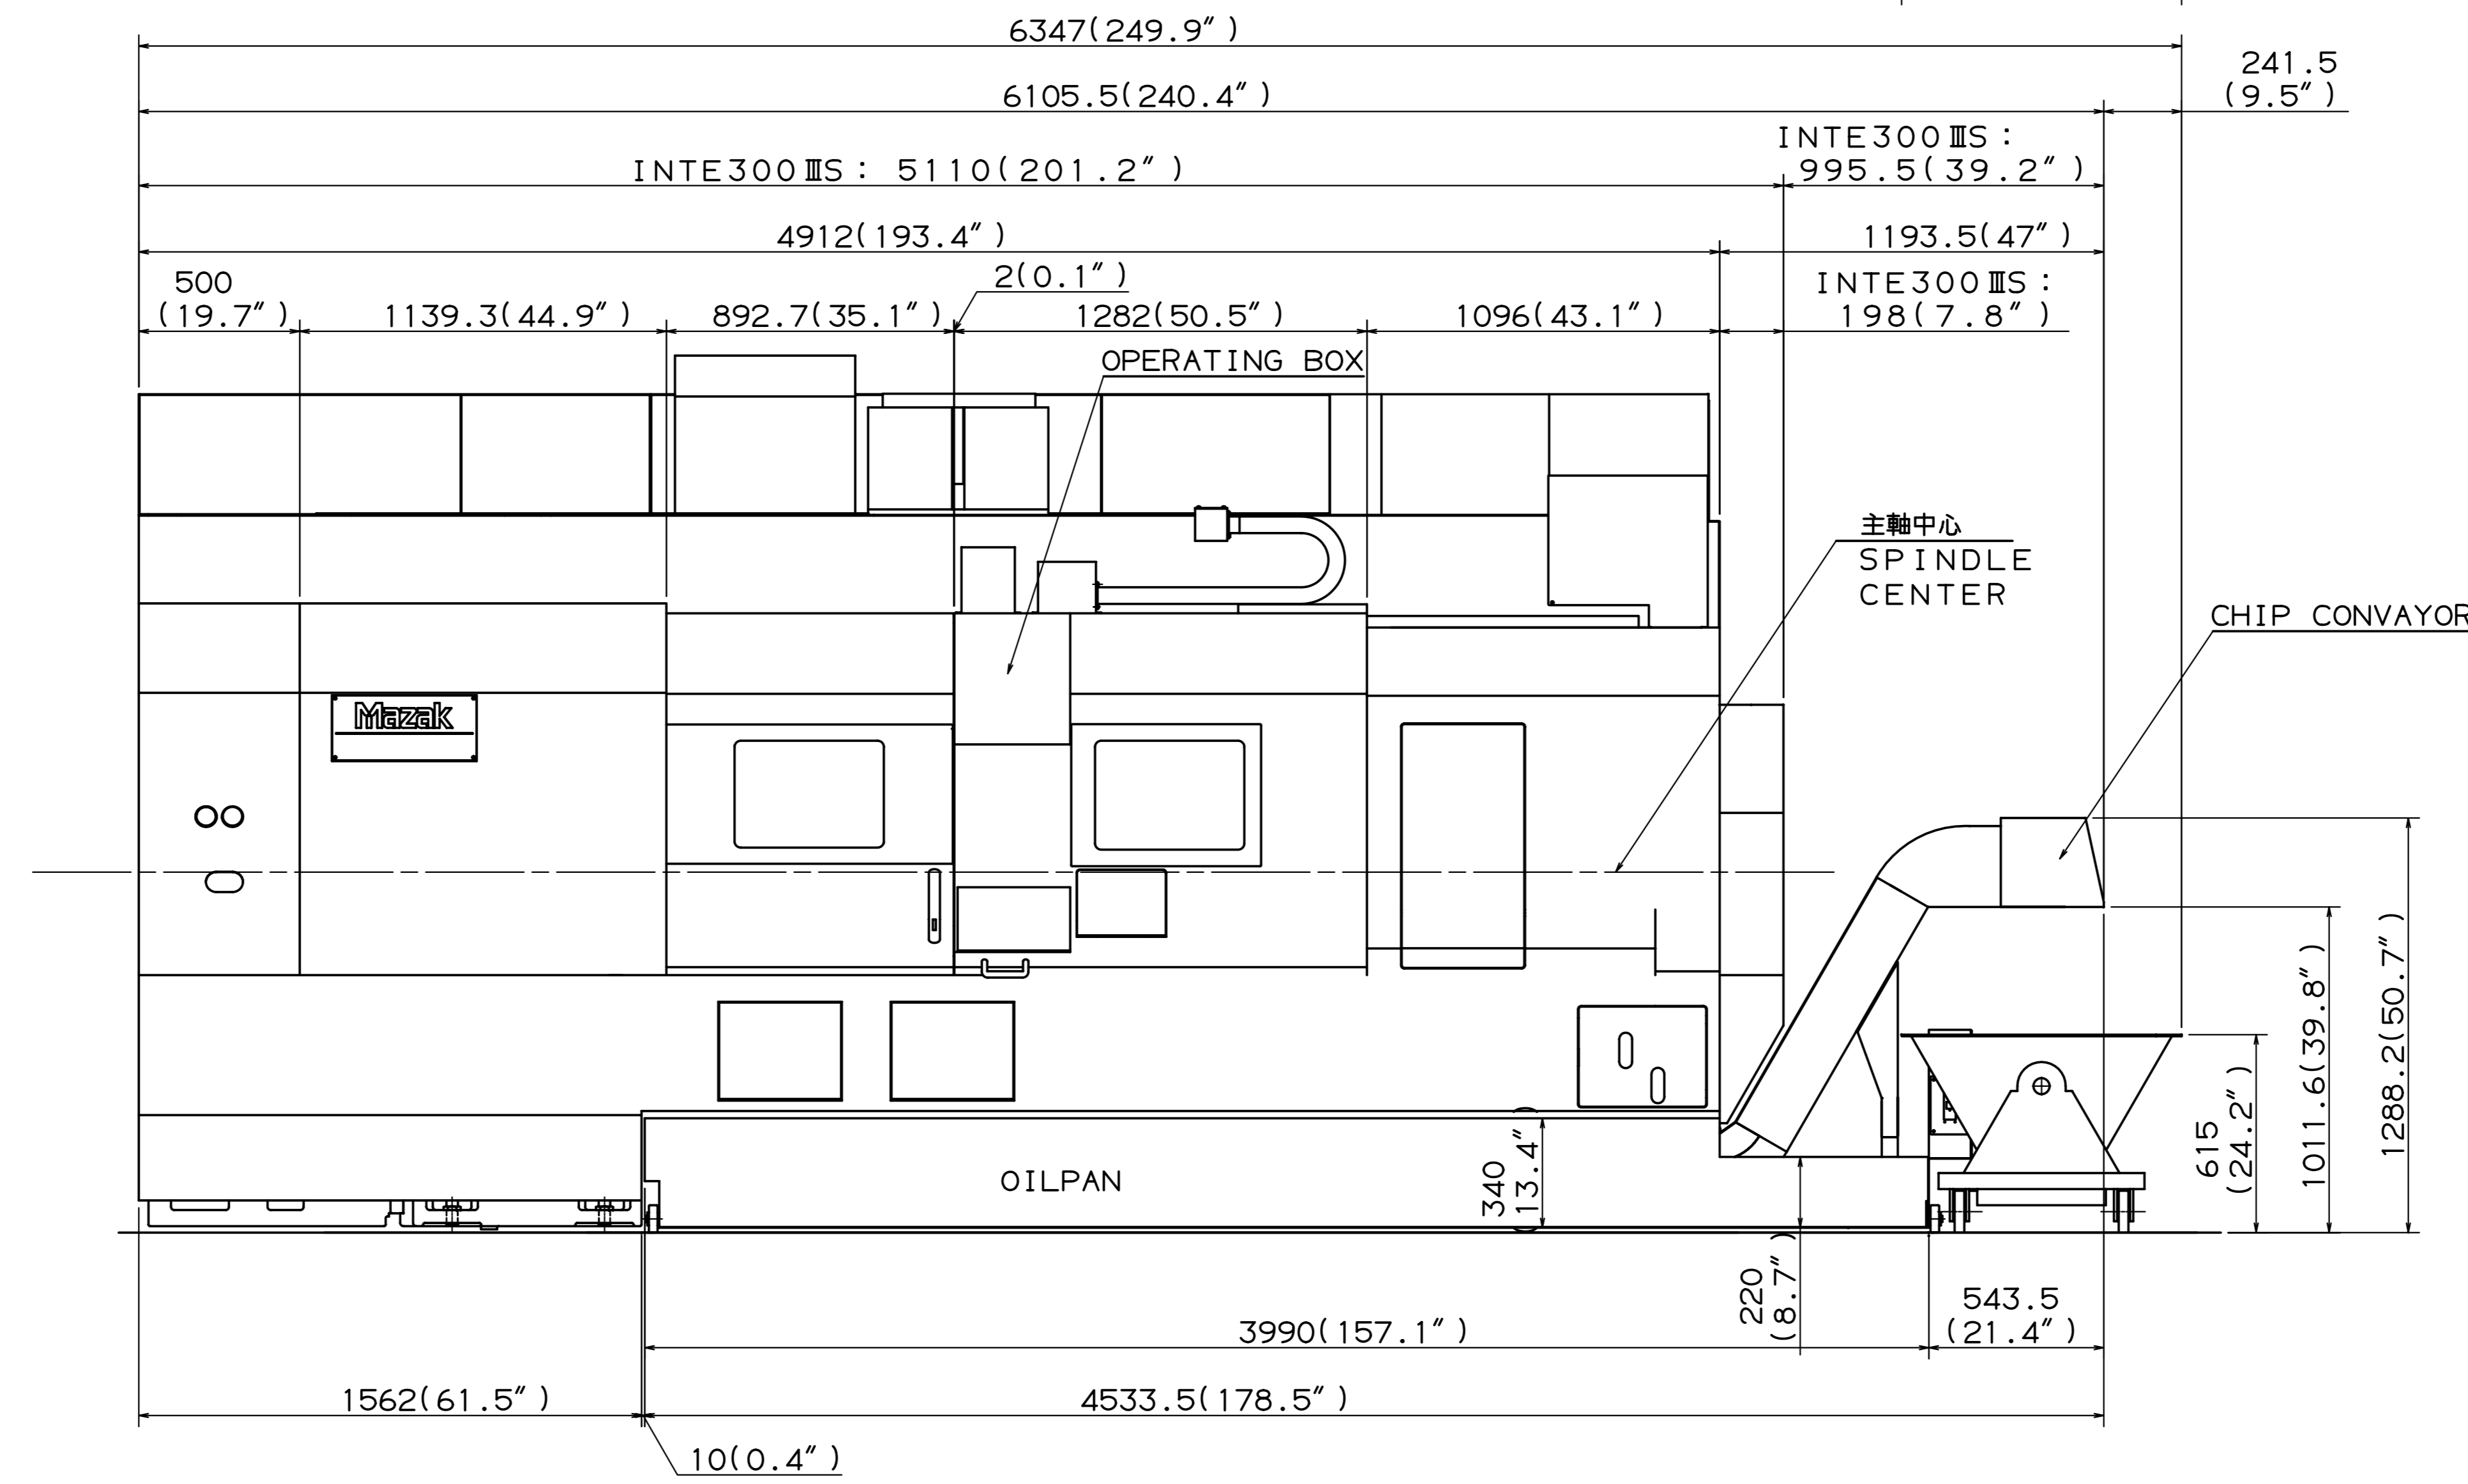 6347(249.9″)
241.5
(9.5″)
6105.5(240.4″)
INTE300ⅢS:
995.5(39.2″)
INTE300ⅢS: 5110(201.2″)
4912(193.4″)
1193.5(47″)
500
(19.7″)
1139.3(44.9″)
892.7(35.1″)
2(0.1″)
1282(50.5″)
1096(43.1″)
INTE300ⅢS:
198(7.8″)
OPERATING BOX
主軸中心
SPINDLE
CENTER
CHIP CONVAYOR
Mazak
OILPAN
340
(13.4″)
220
(8.7″)
615
(24.2″)
1011.6(39.8″)
1288.2(50.7″)
543.5
(21.4″)
3990(157.1″)
1562(61.5″)
4533.5(178.5″)
10(0.4″)